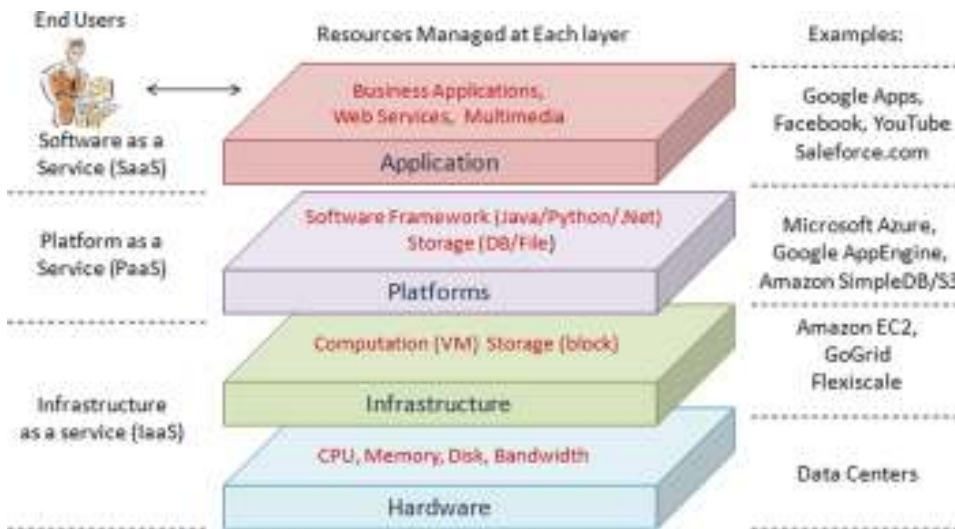 End Users
Resources Managed at Each layer
Examples:
Business Applications,
Web Services, Multimedia
Application
Software as a
Service (SaaS)
Google Apps,
Facebook, YouTube
Saleforce.com
Software Framework (Java/Python/.Net)
Storage (DB/File)
Platforms
Platform as a
Service (PaaS)
Microsoft Azure,
Google AppEngine,
Amazon SimpleDB/S3
Computation (VM) Storage (block)
Infrastructure
Amazon EC2,
GoGrid
Flexiscale
Infrastructure
as a service (IaaS)
CPU, Memory, Disk, Bandwidth
Hardware
Data Centers